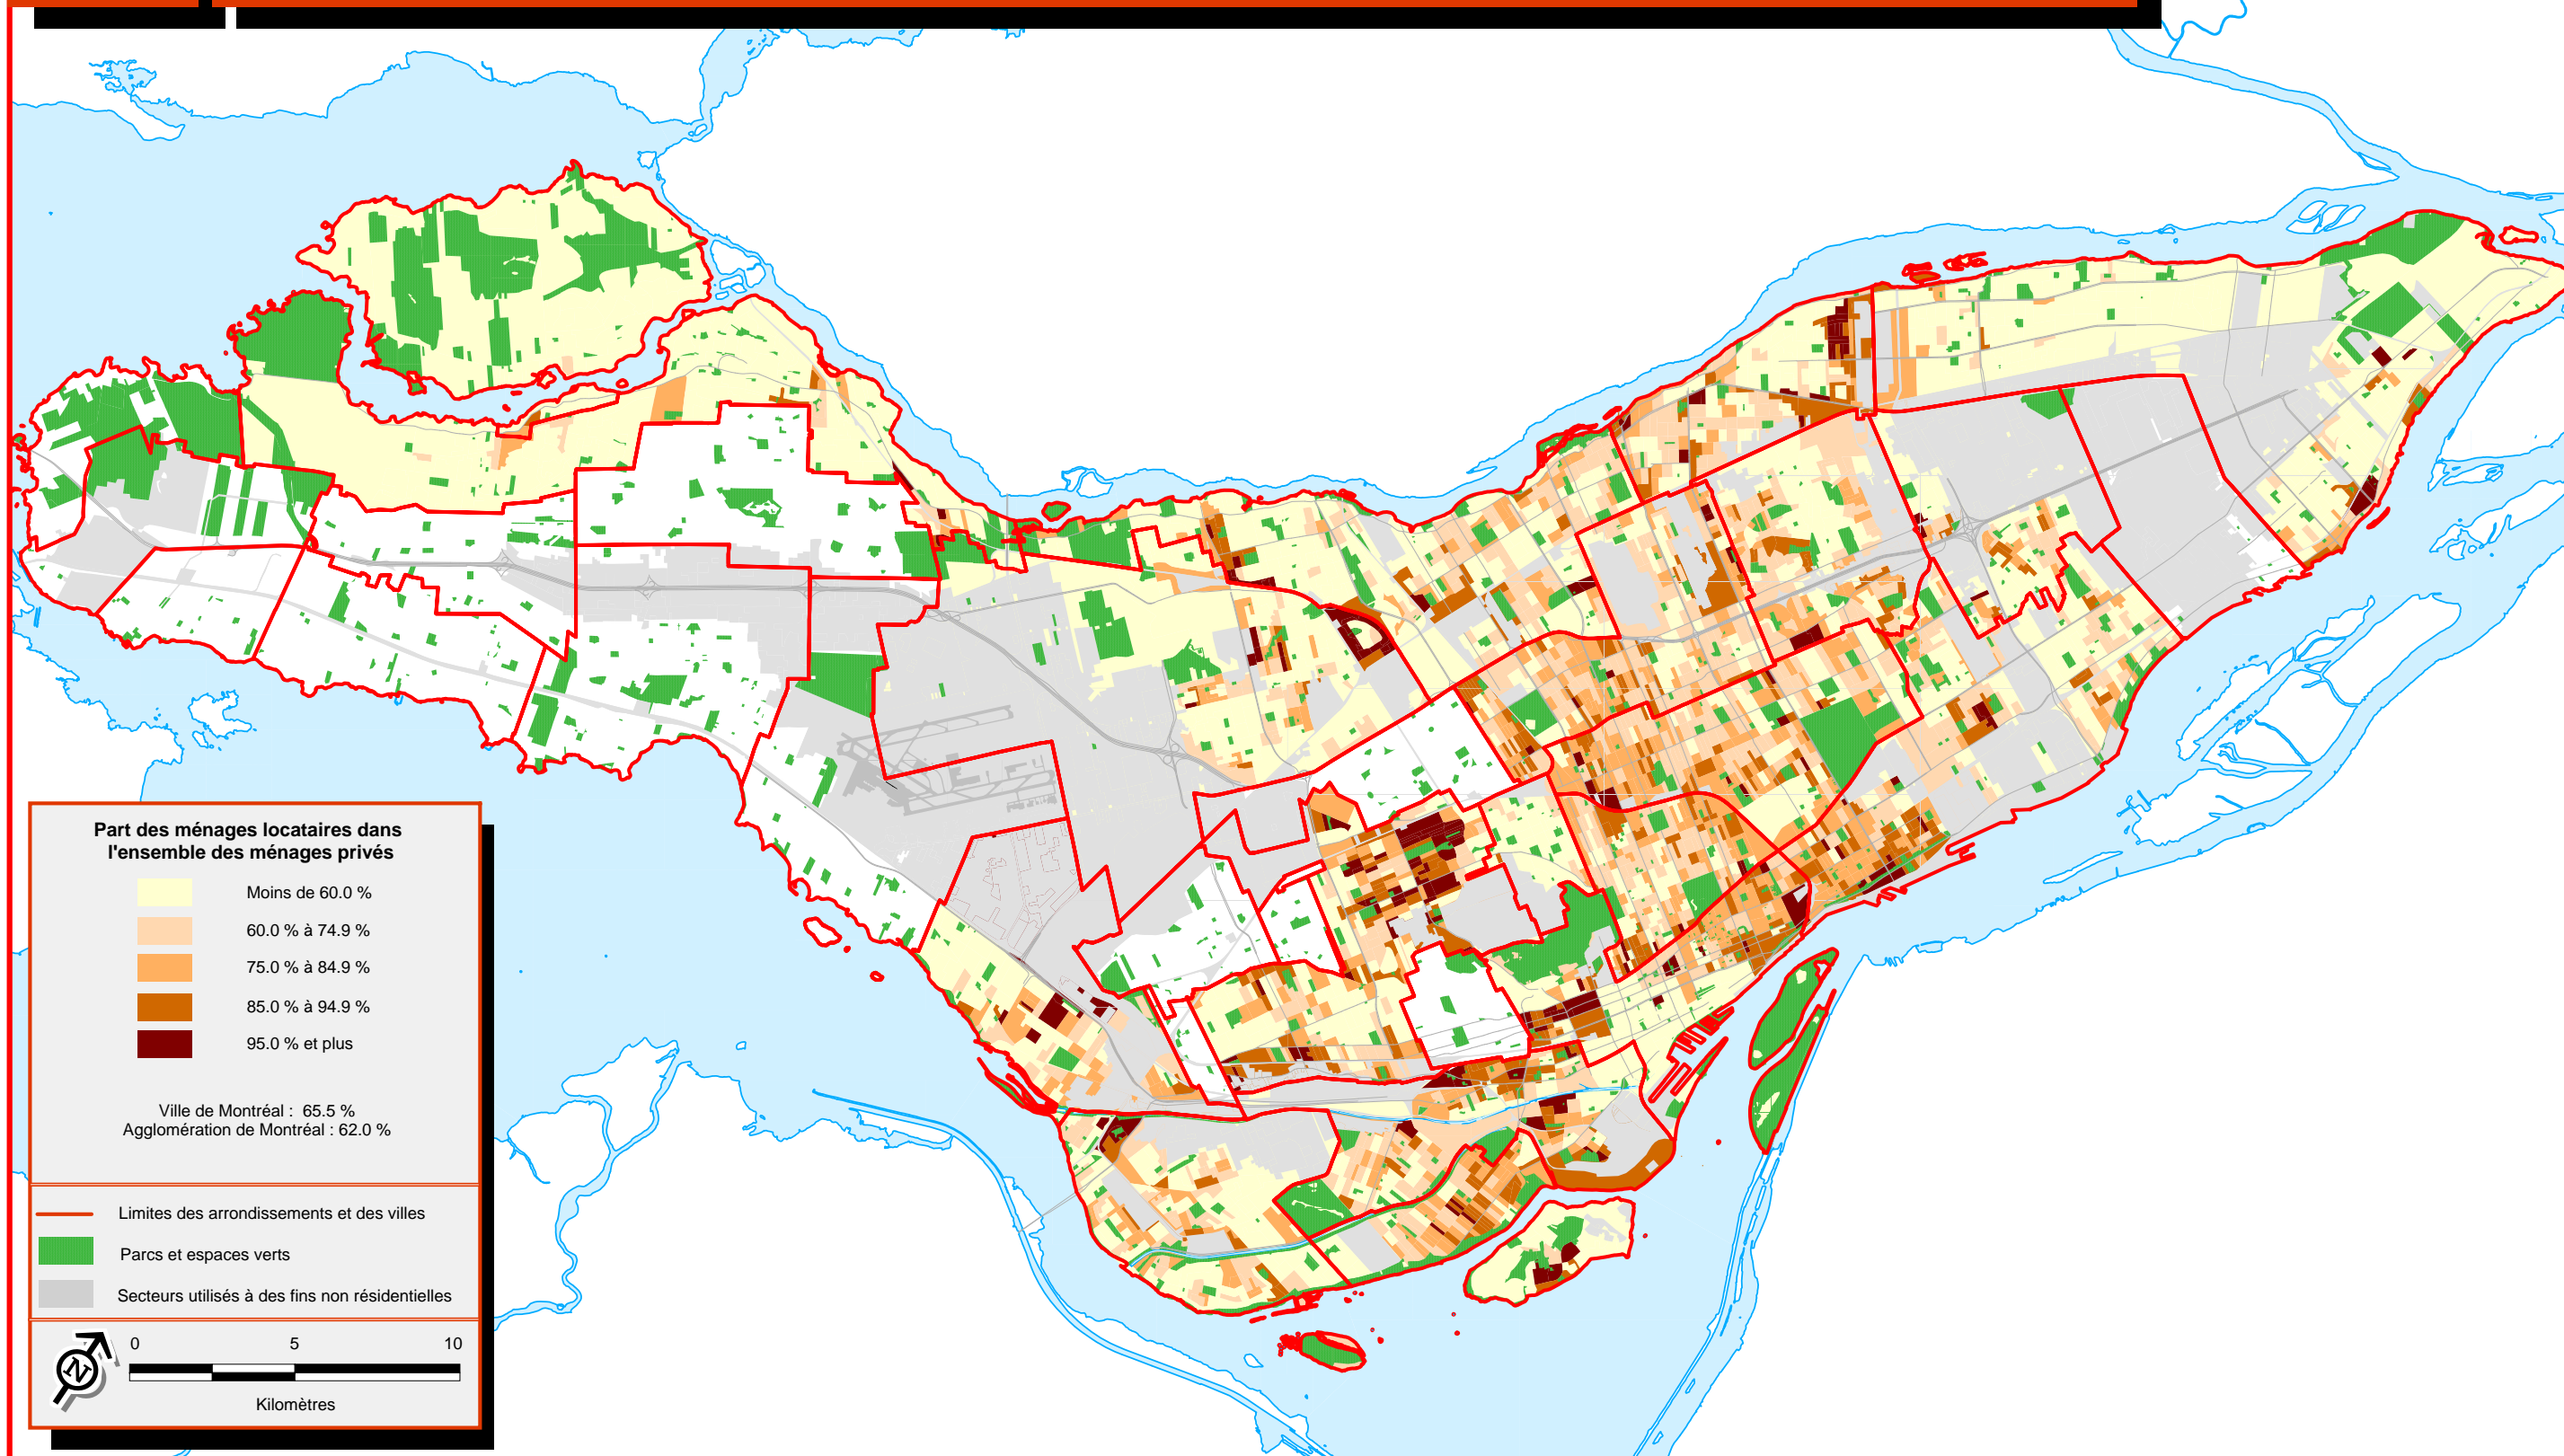 Part des ménages locataires dans
l'ensemble des ménages privés
Moins de 60.0 %
60.0 % à 74.9 %
75.0 % à 84.9 %
85.0 % à 94.9 %
95.0 % et plus
Ville de Montréal : 65.5 %
Agglomération de Montréal : 62.0 %
Limites des arrondissements et des villes
Parcs et espaces verts
Secteurs utilisés à des fins non résidentielles
N
0 5 10
Kilomètres